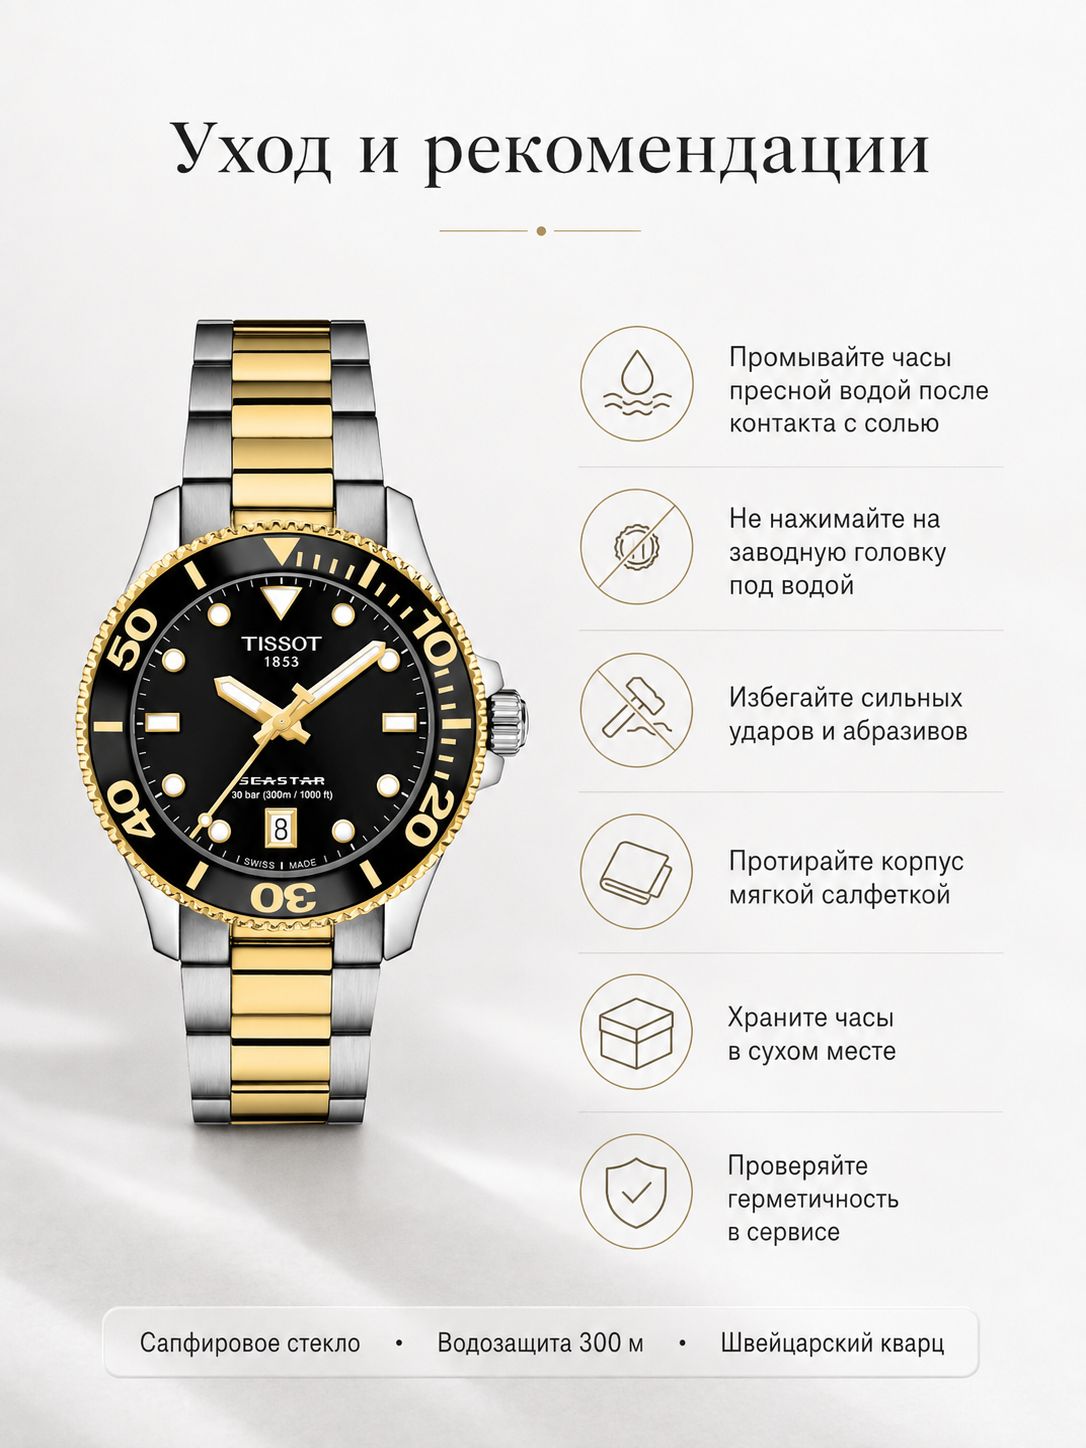 Уход и рекомендации
Промывайте часы
пресной водой после
контакта с солью
Не нажимайте на
заводную головку
под водой
Избегайте сильных
ударов и абразивов
Протирайте корпус
мягкой салфеткой
Храните часы
в сухом месте
Проверяйте
герметичность
в сервисе
10
20
30
40
50
TISSOT
1853
SEASTAR
30 bar (300m / 1000 ft)
8
SWISS MADE
Сапфировое стекло • Водозащита 300 м • Швейцарский кварц